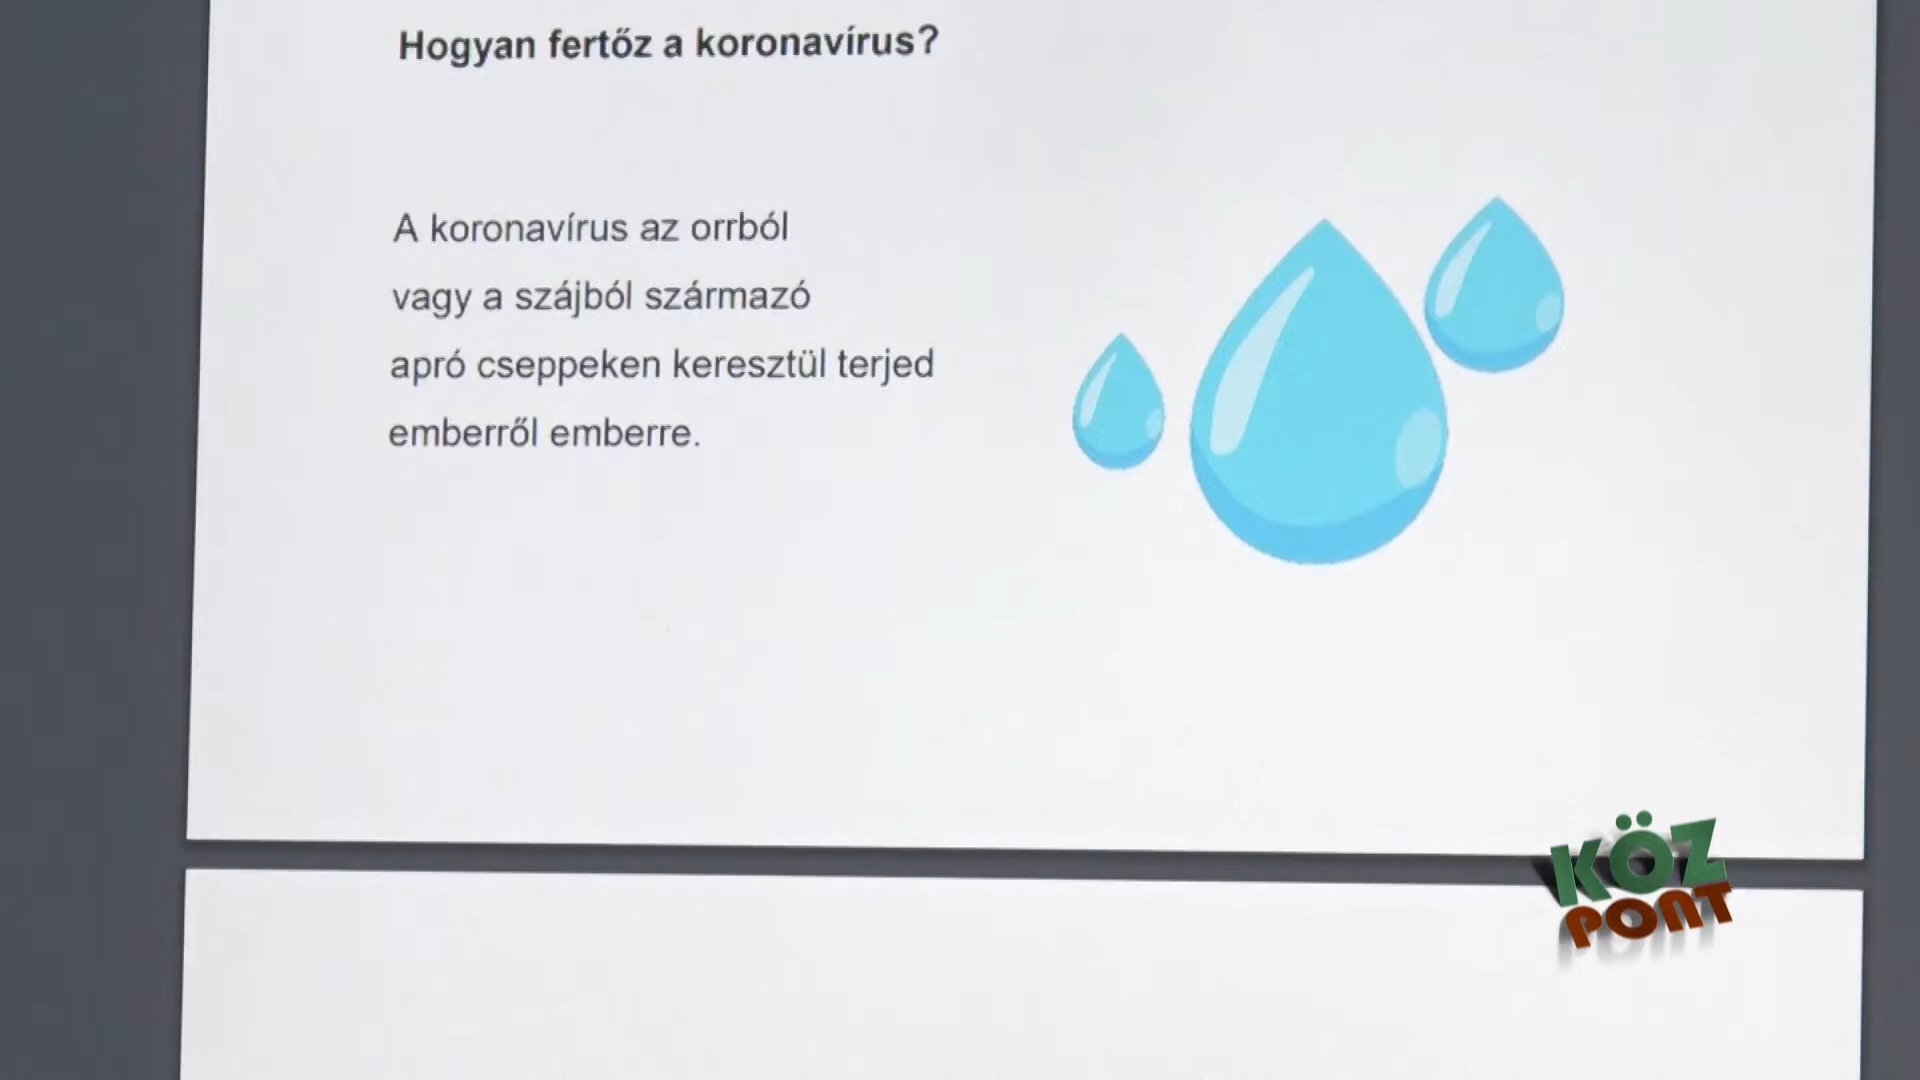 Hogyan fertőz a koronavírus?
A koronavírus az orrból
vagy a szájból származó
apró cseppeken keresztül terjed
emberről emberre.
KÖZ
PONT